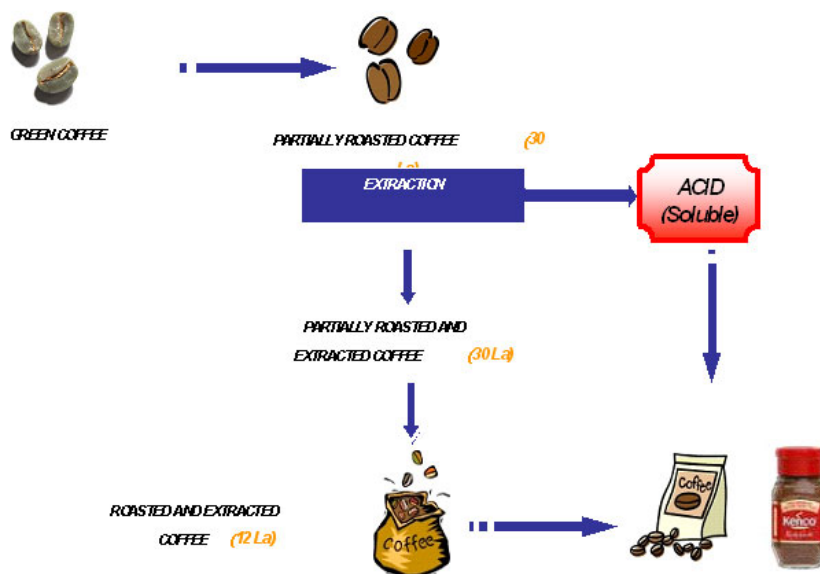 GREEN COFFEE
PARTIALLY ROASTED COFFEE (30
La)
EXTRACTION
ACID
(Soluble)
PARTIALLY ROASTED AND
EXTRACTED COFFEE (30 La)
ROASTED AND EXTRACTED
COFFEE (12 La)
Coffee
Coffee
Kenco